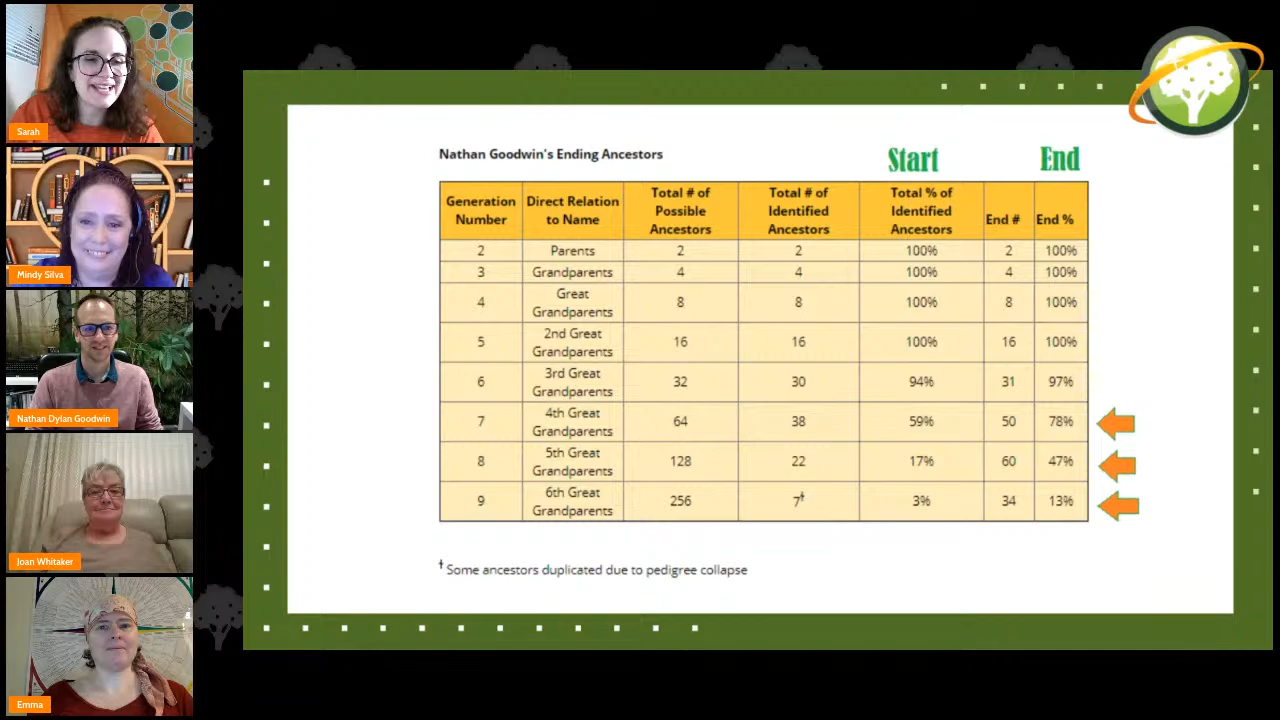 Sarah
Mindy Silva
Nathan Dylan Goodwin
Joan Whitaker
Emma
Nathan Goodwin's Ending Ancestors
Start
End
Generation Number Direct Relation to Name Total # of Possible Ancestors Total # of Identified Ancestors Total % of Identified Ancestors End # End %
2 Parents 2 2 100% 2 100%
3 Grandparents 4 4 100% 4 100%
4 Great Grandparents 8 8 100% 8 100%
5 2nd Great Grandparents 16 16 100% 16 100%
6 3rd Great Grandparents 32 30 94% 31 97%
7 4th Great Grandparents 64 38 59% 50 78%
8 5th Great Grandparents 128 22 17% 60 47%
9 6th Great Grandparents 256 7† 3% 34 13%
† Some ancestors duplicated due to pedigree collapse